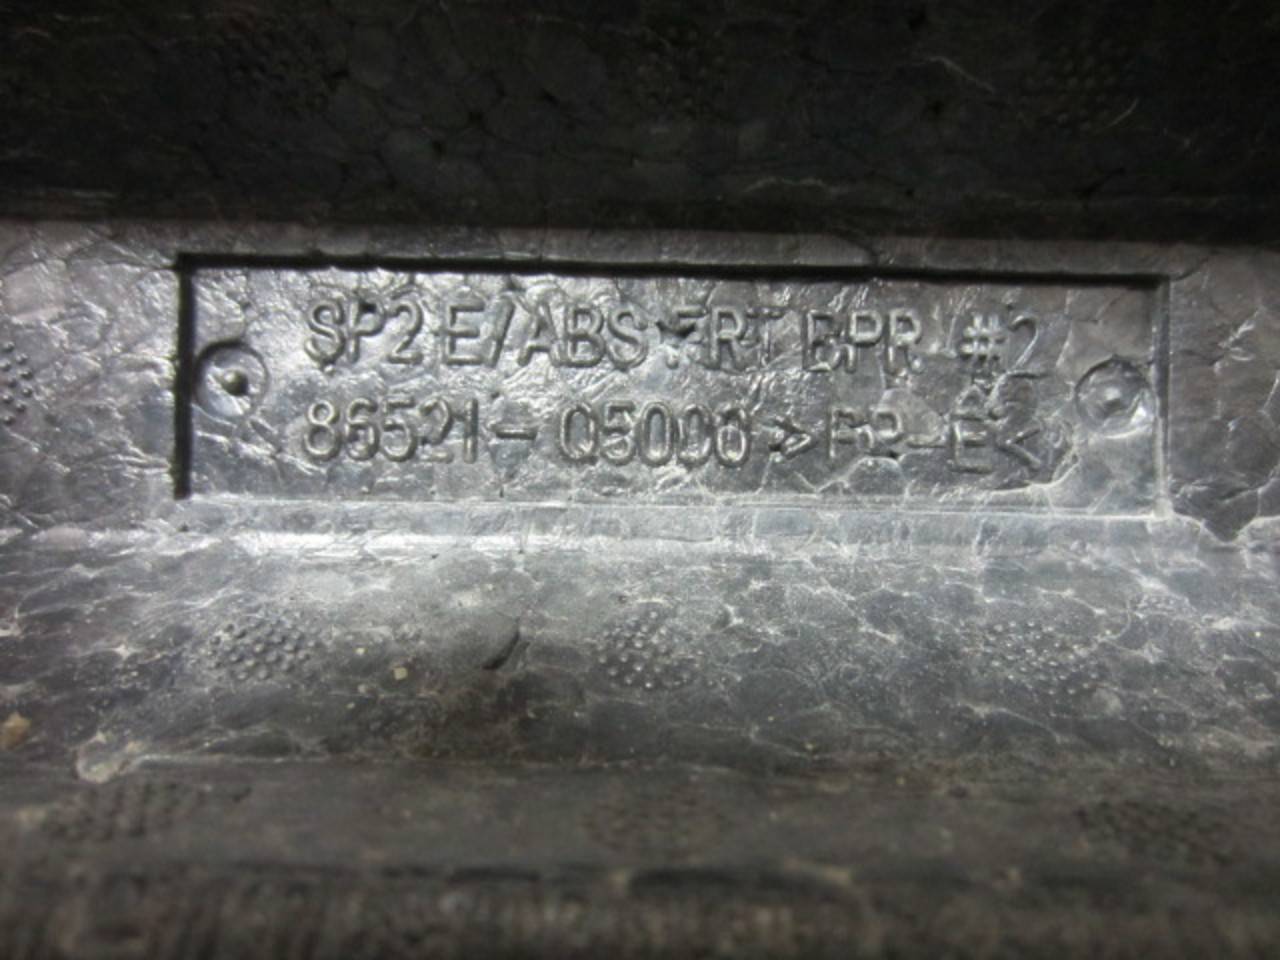 SP2 E/ABS FRT BPR #2
86521-Q5000 >PP-E<